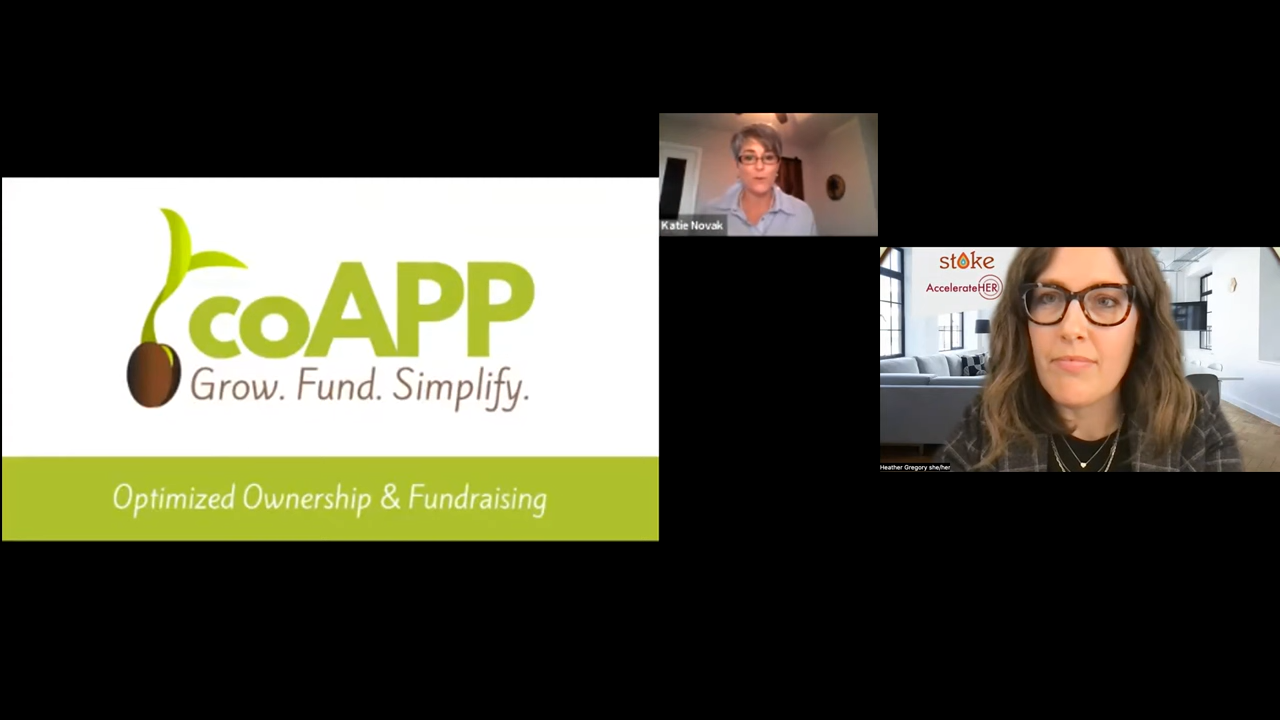 coAPP
Grow. Fund. Simplify.
Optimized Ownership & Fundraising
Katie Novak
stoke
AccelerateHER
Heather Gregory she/her